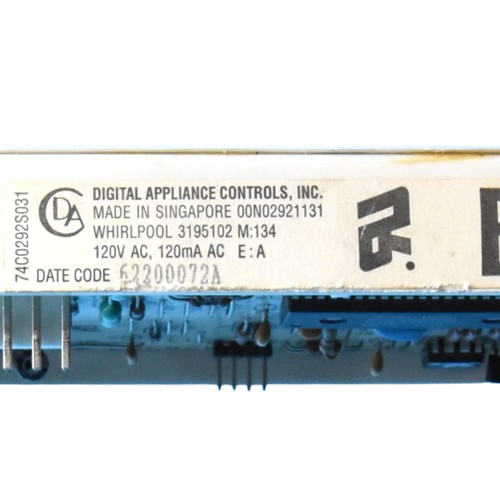 74C0292S031
CDA
DIGITAL APPLIANCE CONTROLS, INC.
MADE IN SINGAPORE 00N02921131
WHIRLPOOL 3195102 M:134
120V AC, 120mA AC E:A
DATE CODE 62200072A